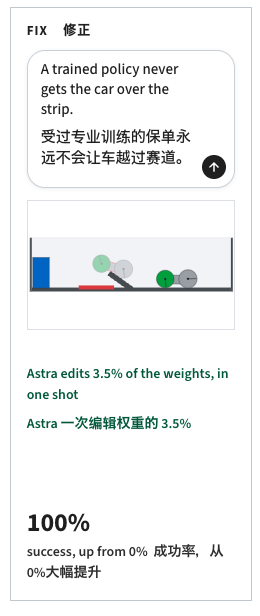 FIX 修正
A trained policy never
gets the car over the
strip.
受过专业训练的保单永
远不会让车越过赛道。
Astra edits 3.5% of the weights, in
one shot
Astra 一次编辑权重的 3.5%
100%
success, up from 0% 成功率，从
0%大幅提升